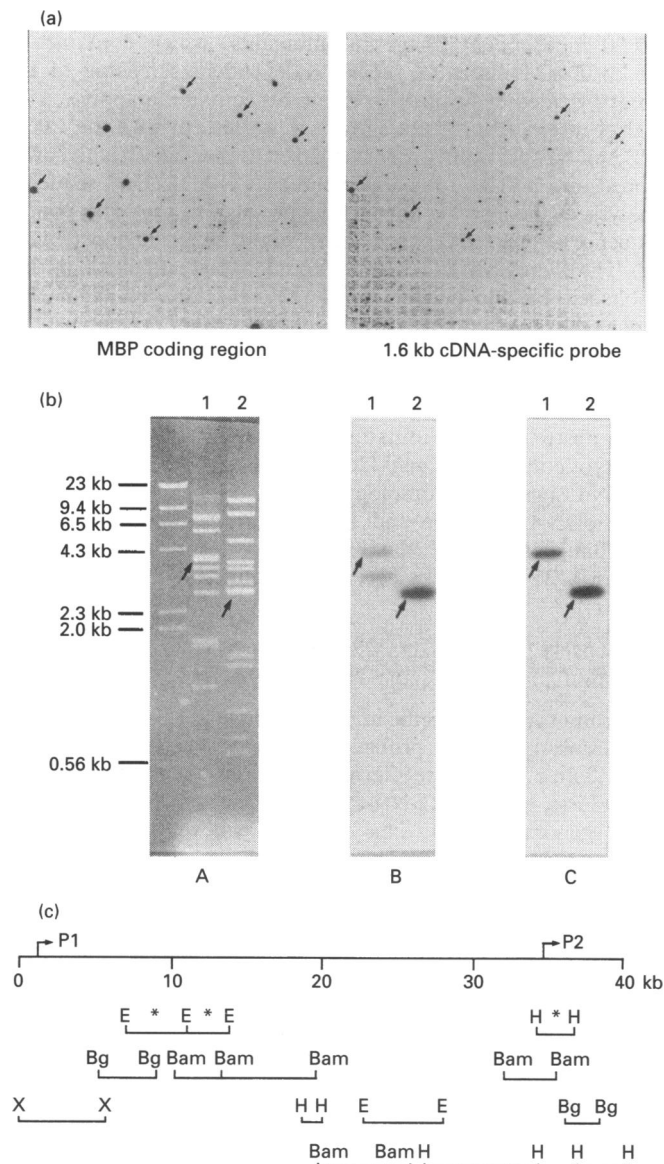 (a)
MBP coding region 1.6 kb cDNA-specific probe
(b)
1 2 1 2 1 2
23 kb
9.4 kb
6.5 kb
4.3 kb
2.3 kb
2.0 kb
0.56 kb
A B C
(c)
P1 P2
0 10 20 30 40 kb
E * E * E H * H
Bg Bg Bam Bam Bam Bam Bam
X X H H E E Bg Bg
Bam Bam H H H H